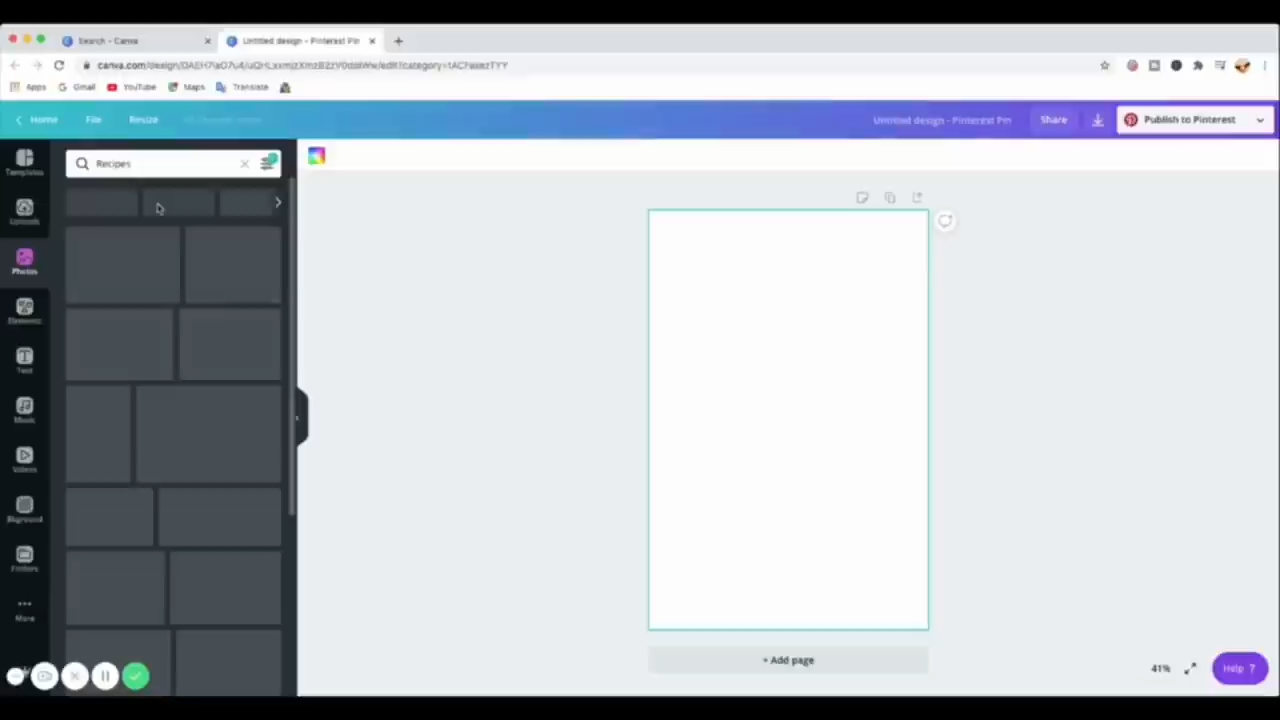 Search - Canva
Untitled design - Pinterest Pin
Apps
Gmail
YouTube
Maps
Translate
Home
File
Resize
Untitled design - Pinterest Pin
Share
Publish to Pinterest
Recipes
Templates
Uploads
Photos
Elements
Text
Music
Videos
Folders
More
+ Add page
41%
Help ?